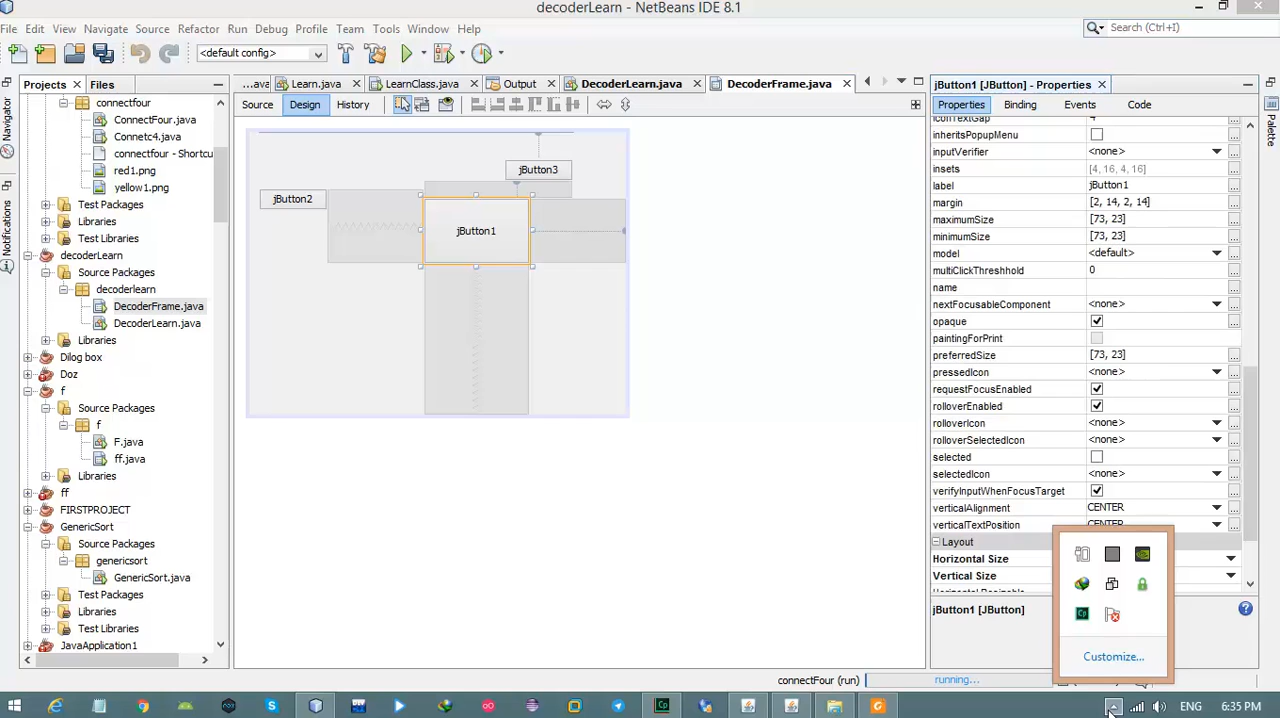 decoderLearn - NetBeans IDE 8.1
File Edit View Navigate Source Refactor Run Debug Profile Team Tools Window Help
Search (Ctrl+I)
<default config>
Projects Files
...ava Learn.java LearnClass.java Output DecoderLearn.java DecoderFrame.java
jButton1 [JButton] - Properties
Source Design History
Properties Binding Events Code
Navigator
Notifications
Palette
connectfour
ConnectFour.java
Connetc4.java
connectfour - Shortcu
red1.png
yellow1.png
Test Packages
Libraries
Test Libraries
decoderLearn
Source Packages
decoderlearn
DecoderFrame.java
DecoderLearn.java
Libraries
Dilog box
Doz
f
Source Packages
f
F.java
ff.java
Libraries
ff
FIRSTPROJECT
GenericSort
Source Packages
genericsort
GenericSort.java
Test Packages
Libraries
Test Libraries
JavaApplication1
jButton3
jButton2
jButton1
iconTextGap 4
inheritsPopupMenu
inputVerifier <none>
insets [4, 16, 4, 16]
label jButton1
margin [2, 14, 2, 14]
maximumSize [73, 23]
minimumSize [73, 23]
model <default>
multiClickThreshhold 0
name
nextFocusableComponent <none>
opaque
paintingForPrint
preferredSize [73, 23]
pressedIcon <none>
requestFocusEnabled
rolloverEnabled
rolloverIcon <none>
rolloverSelectedIcon <none>
selected
selectedIcon <none>
verifyInputWhenFocusTarget
verticalAlignment CENTER
verticalTextPosition CENTER
Layout
Horizontal Size
Vertical Size
jButton1 [JButton]
Cp
Customize...
connectFour (run) running...
Cp
ENG 6:35 PM